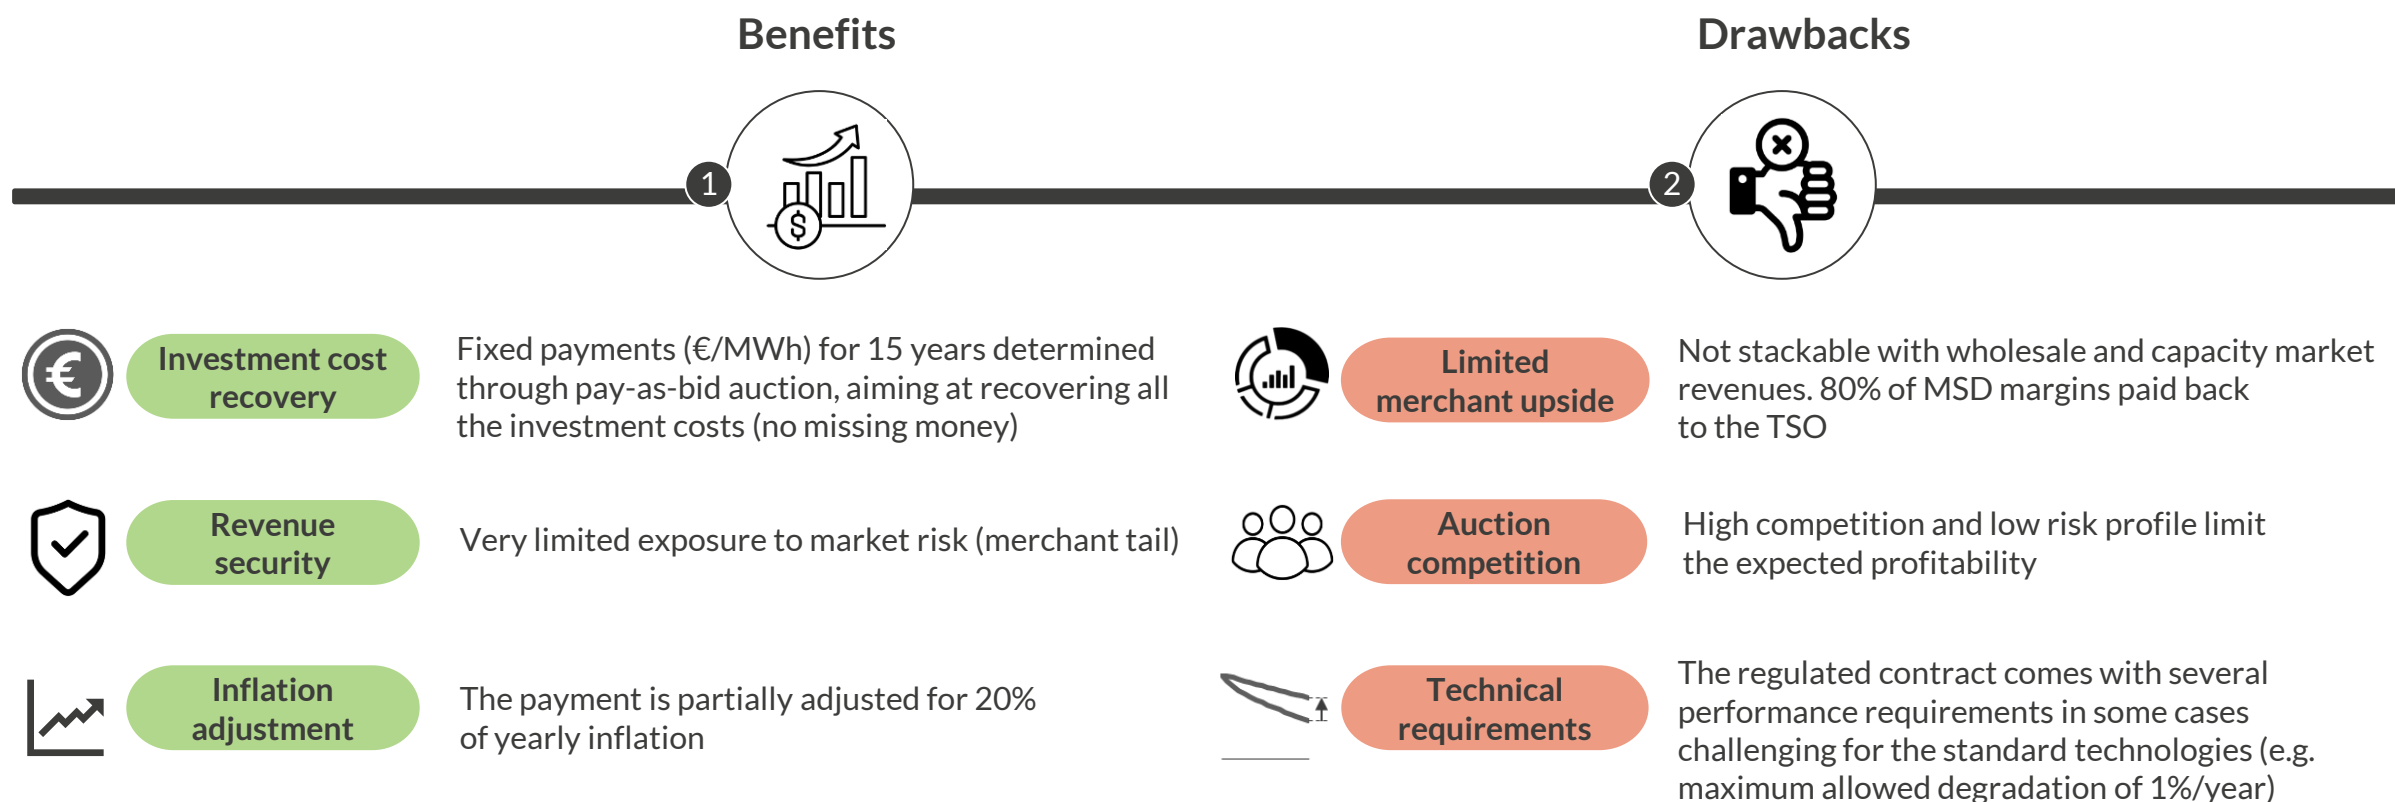 Benefits
Drawbacks
1
$
2
€
Investment cost
recovery
Fixed payments (€/MWh) for 15 years determined
through pay-as-bid auction, aiming at recovering all
the investment costs (no missing money)
Revenue
security
Very limited exposure to market risk (merchant tail)
Inflation
adjustment
The payment is partially adjusted for 20%
of yearly inflation
Limited
merchant upside
Not stackable with wholesale and capacity market
revenues. 80% of MSD margins paid back
to the TSO
Auction
competition
High competition and low risk profile limit
the expected profitability
Technical
requirements
The regulated contract comes with several
performance requirements in some cases
challenging for the standard technologies (e.g.
maximum allowed degradation of 1%/year)